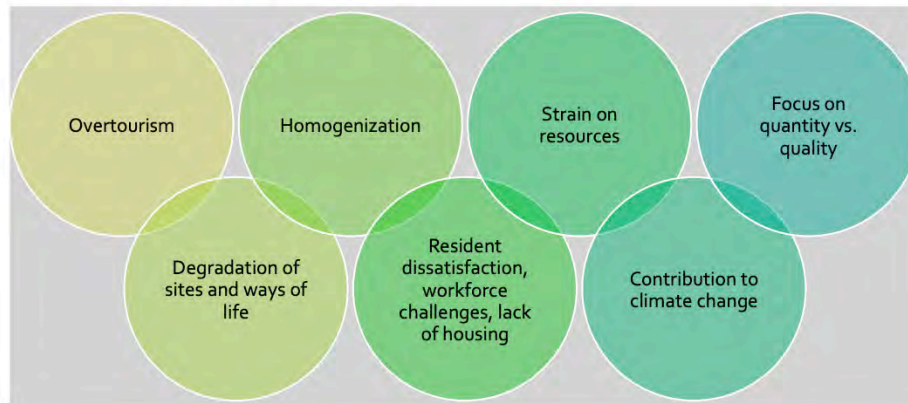 Overtourism
Homogenization
Strain on
resources
Focus on
quantity vs.
quality
Degradation of
sites and ways of
life
Resident
dissatisfaction,
workforce
challenges, lack
of housing
Contribution to
climate change